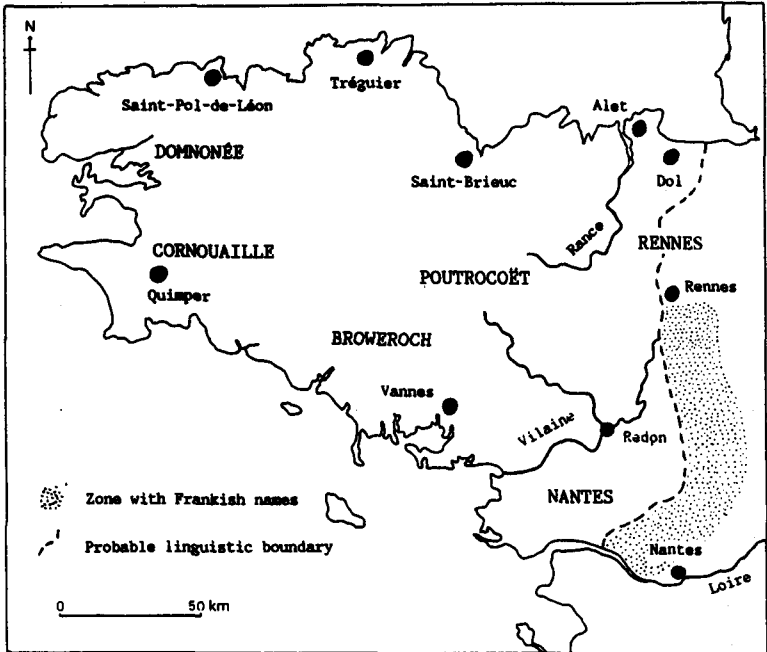 N
Saint-Pol-de-Léon
Tréguier
Alet
DOMNONÉE
Saint-Brieuc
Dol
Rance
RENNES
CORNOUAILLE
Quimper
POUTROCOËT
Rennes
BROWEROCH
Vannes
Vilaine
Redon
NANTES
Zone with Frankish names
Probable linguistic boundary
Nantes
Loire
0 50 km